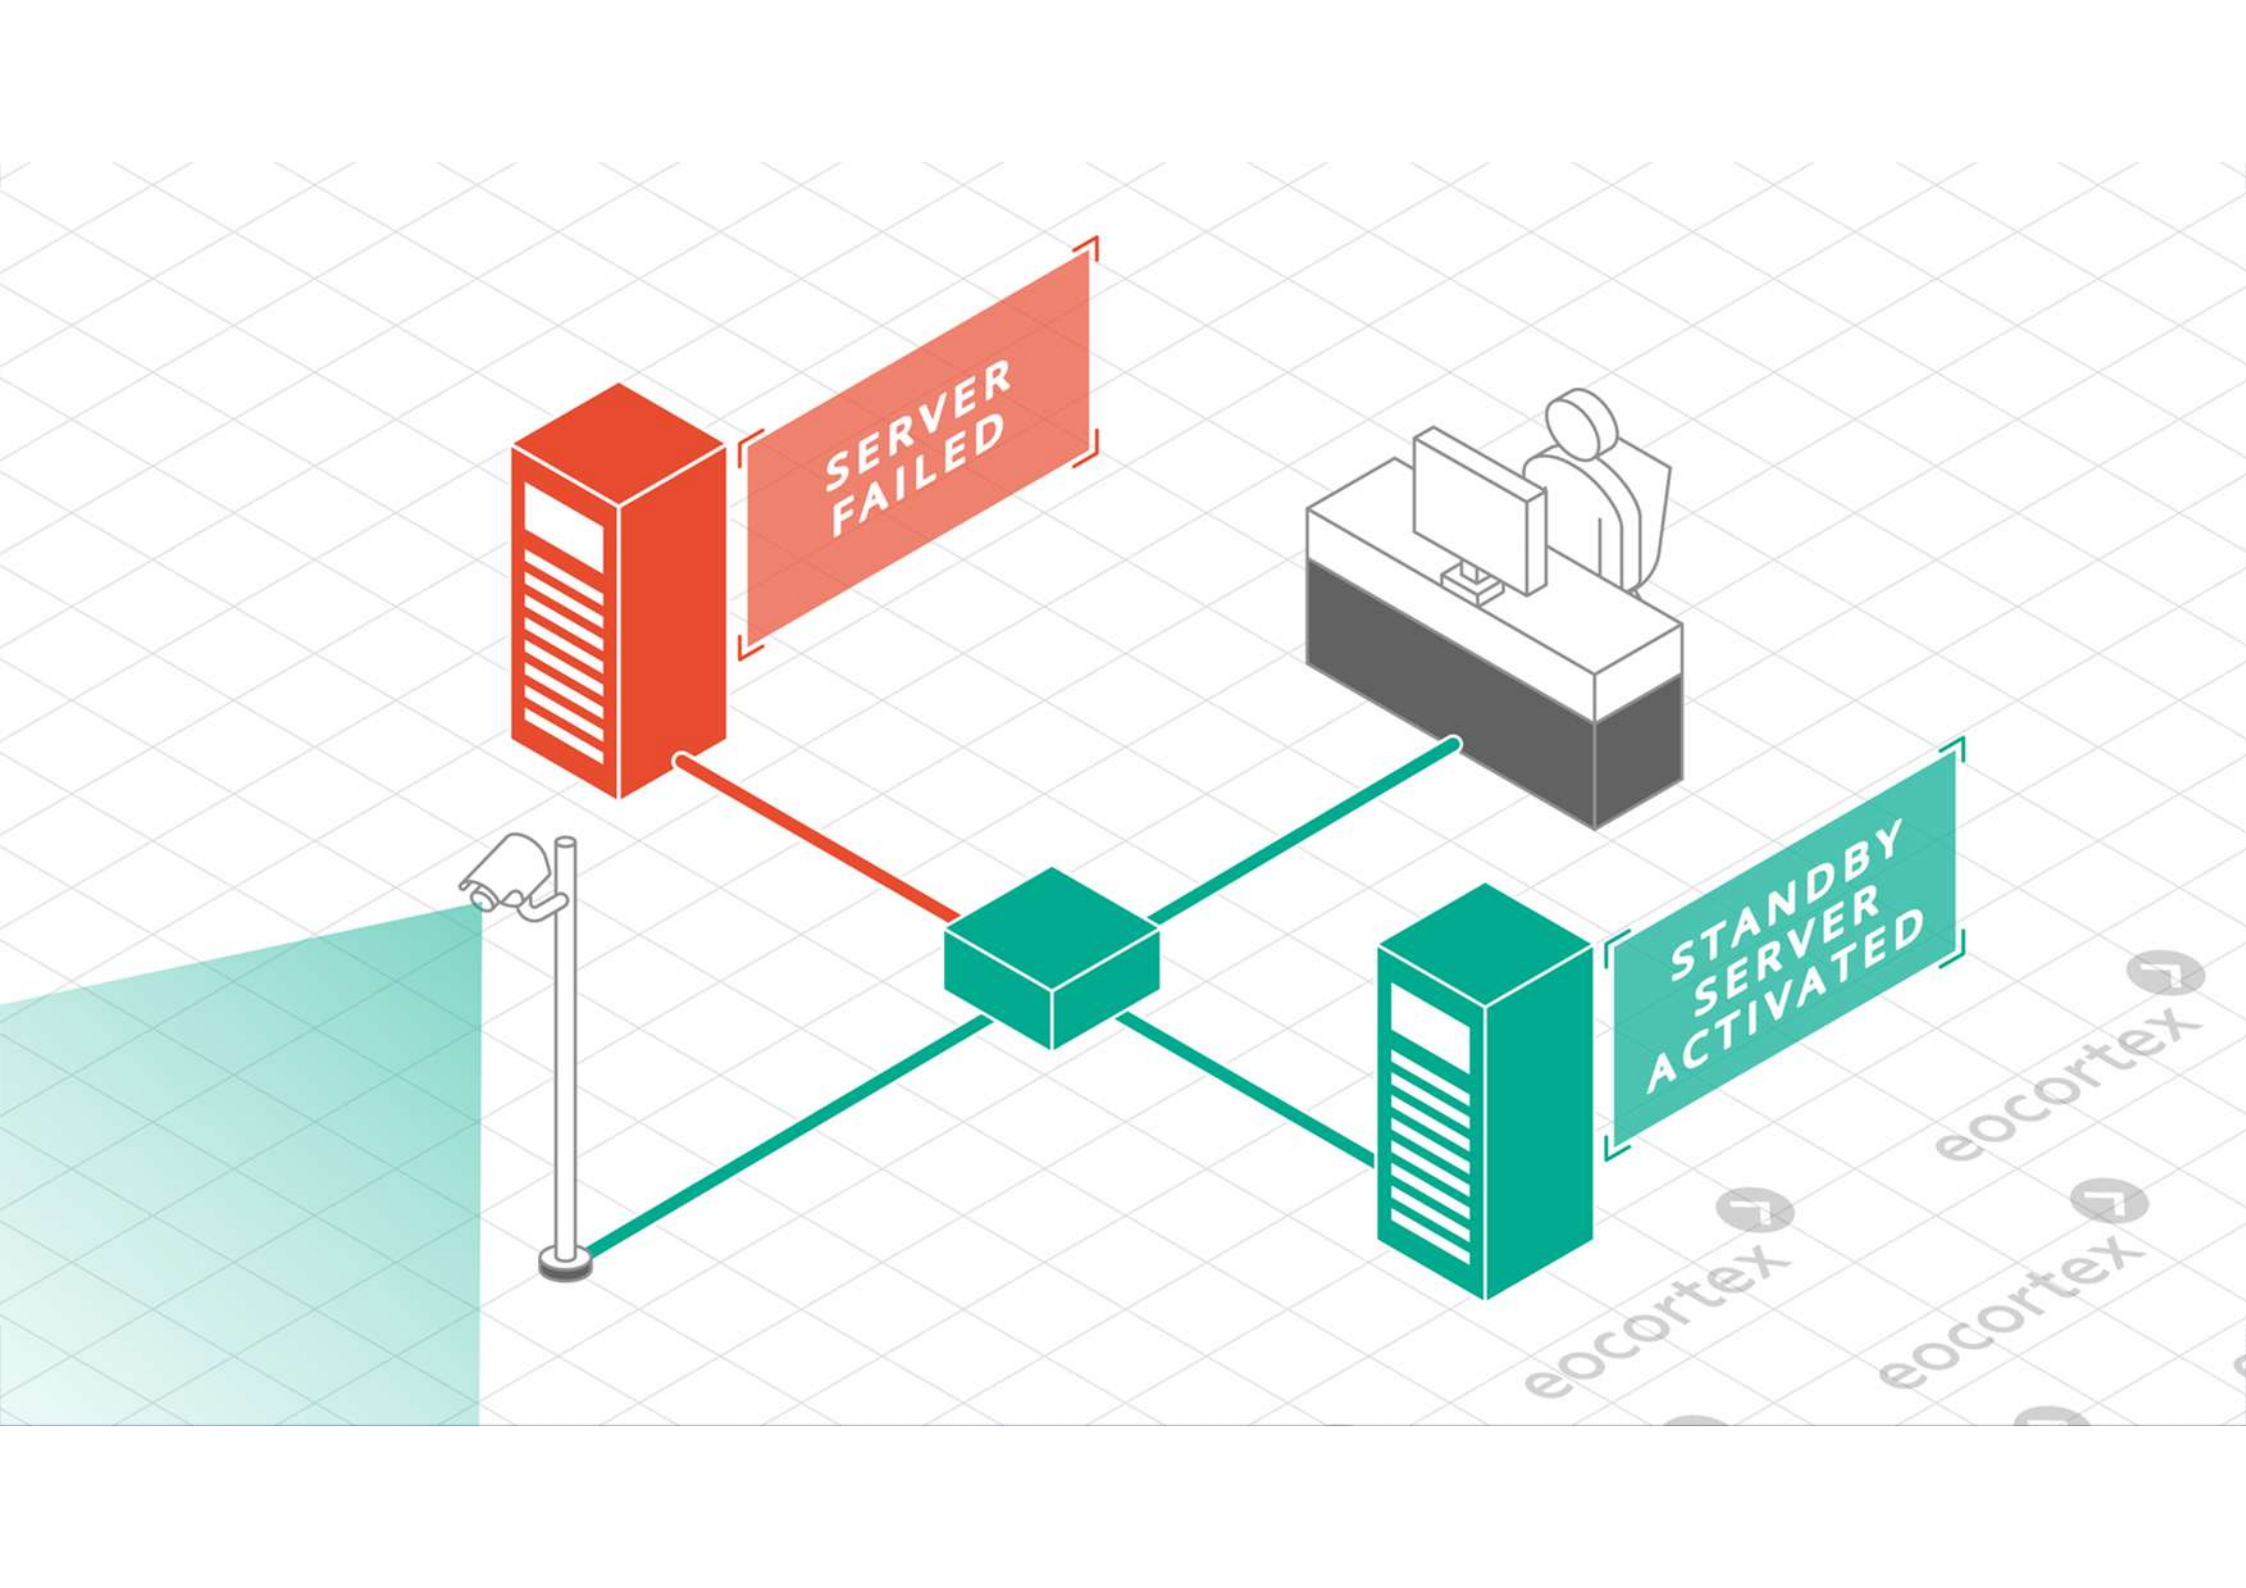 SERVER
FAILED
STANDBY
SERVER
ACTIVATED
eocortex
eocortex
eocortex